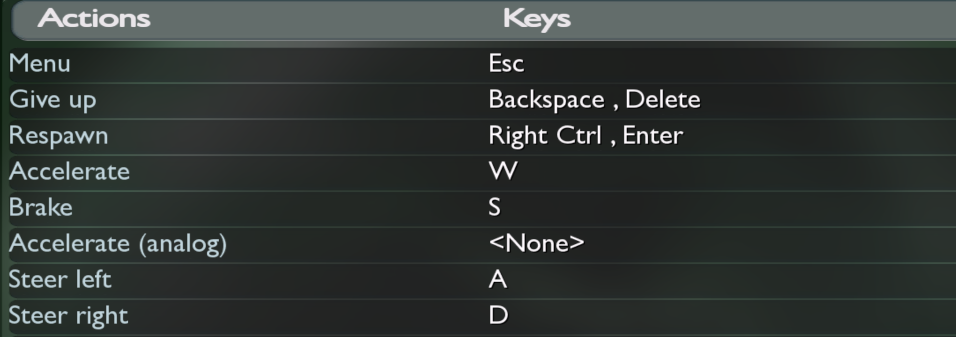 Actions Keys
Menu Esc
Give up Backspace , Delete
Respawn Right Ctrl , Enter
Accelerate W
Brake S
Accelerate (analog) <None>
Steer left A
Steer right D